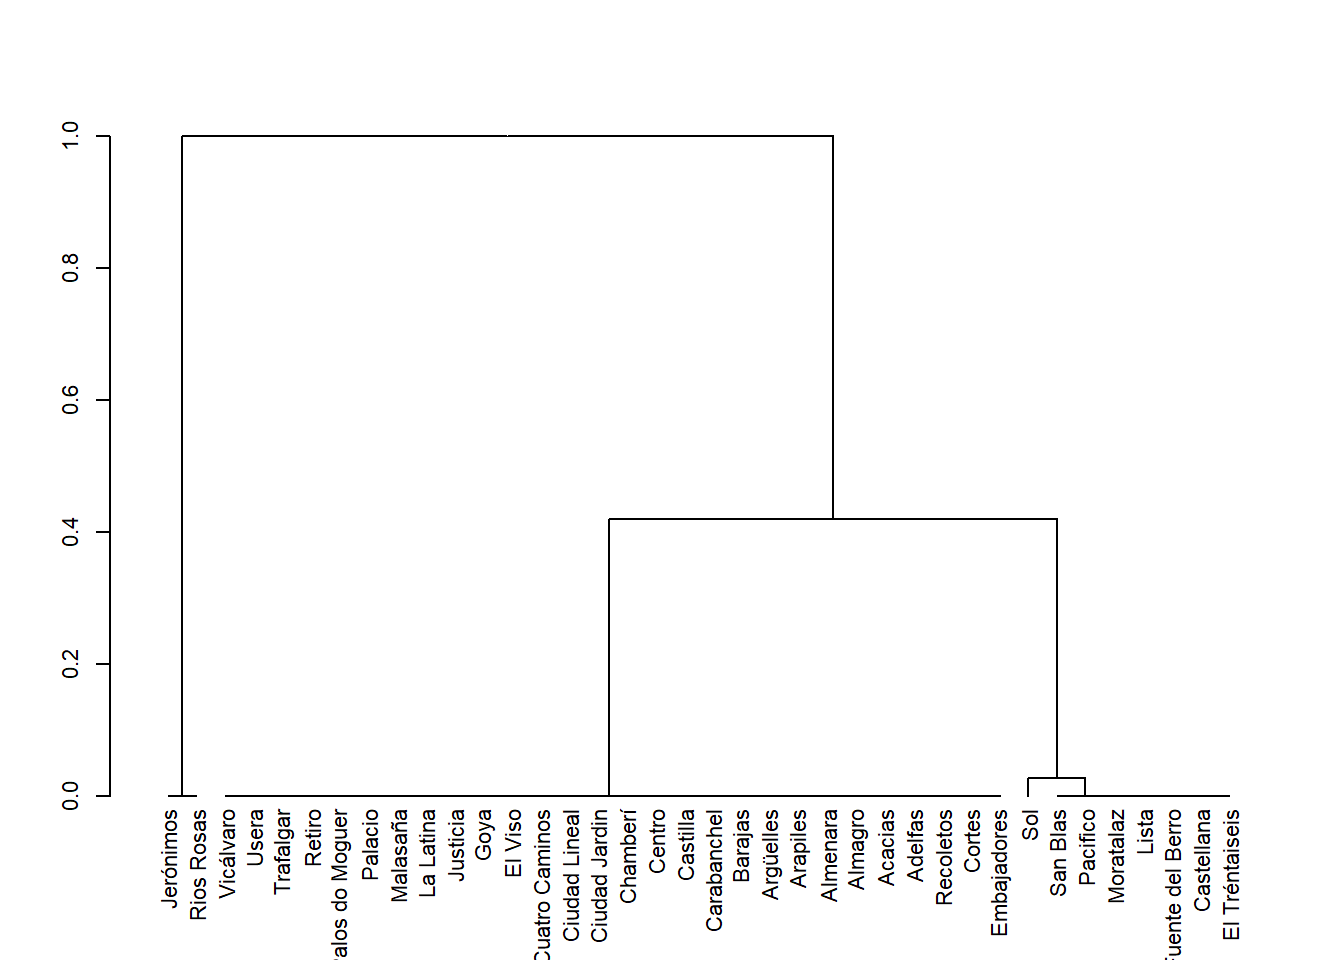 1.0
0.8
0.6
0.4
0.2
0.0
Jerónimos
Rios Rosas
Vicálvaro
Usera
Trafalgar
Retiro
alos do Moguer
Palacio
Malasaña
La Latina
Justicia
Goya
El Viso
Cuatro Caminos
Ciudad Lineal
Ciudad Jardin
Chamberí
Centro
Castilla
Carabanchel
Barajas
Argüelles
Arapiles
Almenara
Almagro
Acacias
Adelfas
Recoletos
Cortes
Embajadores
Sol
San Blas
Pacífico
Moratalaz
Lista
Fuente del Berro
Castellana
El Tréntaiseis